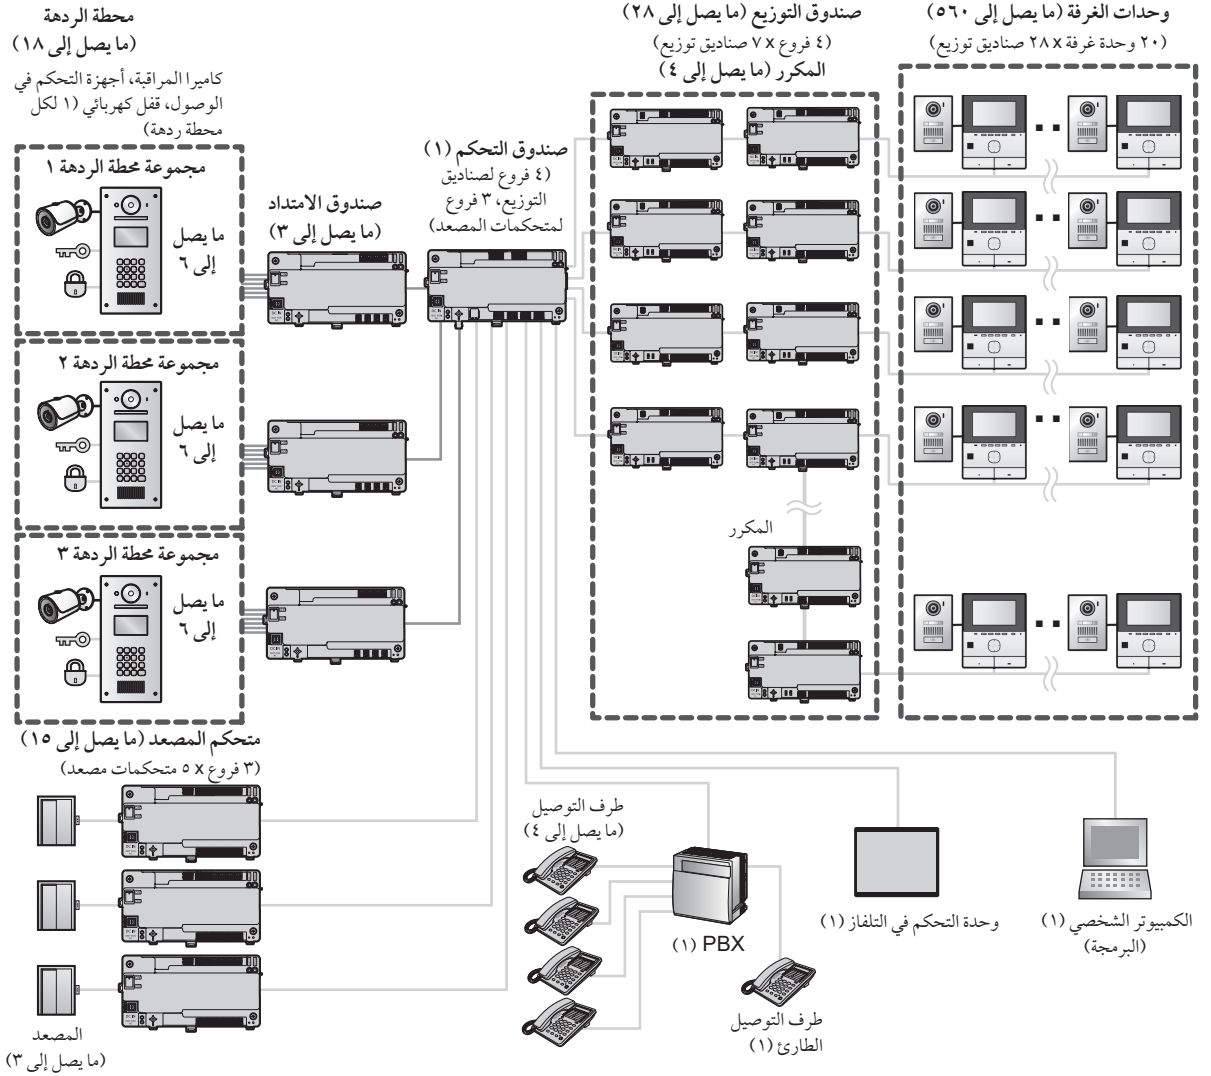 محطة الردهة
(ما يصل إلى ١٨)
كاميرا المراقبة، أجهزة التحكم في
الوصول، قفل كهربائي (١ لكل
محطة ردهة)
مجموعة محطة الردهة ١
ما يصل
إلى ٦
مجموعة محطة الردهة ٢
ما يصل
إلى ٦
مجموعة محطة الردهة ٣
ما يصل
إلى ٦
صندوق الامتداد
(ما يصل إلى ٣)
صندوق التحكم (١)
(٤ فروع لصناديق
التوزيع، ٣ فروع
لمتحكمات المصعد)
صندوق التوزيع (ما يصل إلى ٢٨)
(٤ فروع x ٧ صناديق توزيع)
المكرر (ما يصل إلى ٤)
المكرر
وحدات الغرفة (ما يصل إلى ٥٦٠)
(٢٠ وحدة غرفة x ٢٨ صناديق توزيع)
متحكم المصعد (ما يصل إلى ١٥)
(٣ فروع x ٥ متحكمات مصعد)
المصعد
(ما يصل إلى ٣)
طرف التوصيل
(ما يصل إلى ٤)
PBX (١)
طرف التوصيل
الطارئ (١)
وحدة التحكم في التلفاز (١)
الكمبيوتر الشخصي (١)
(البرمجة)